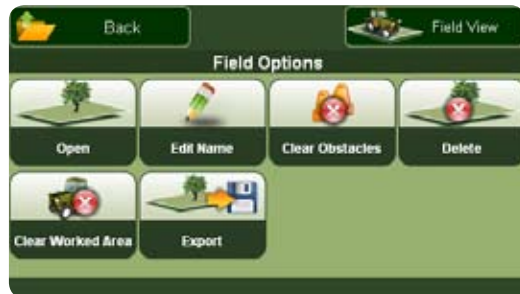 Back
Field View
Field Options
Open
Edit Name
Clear Obstacles
Delete
Clear Worked Area
Export